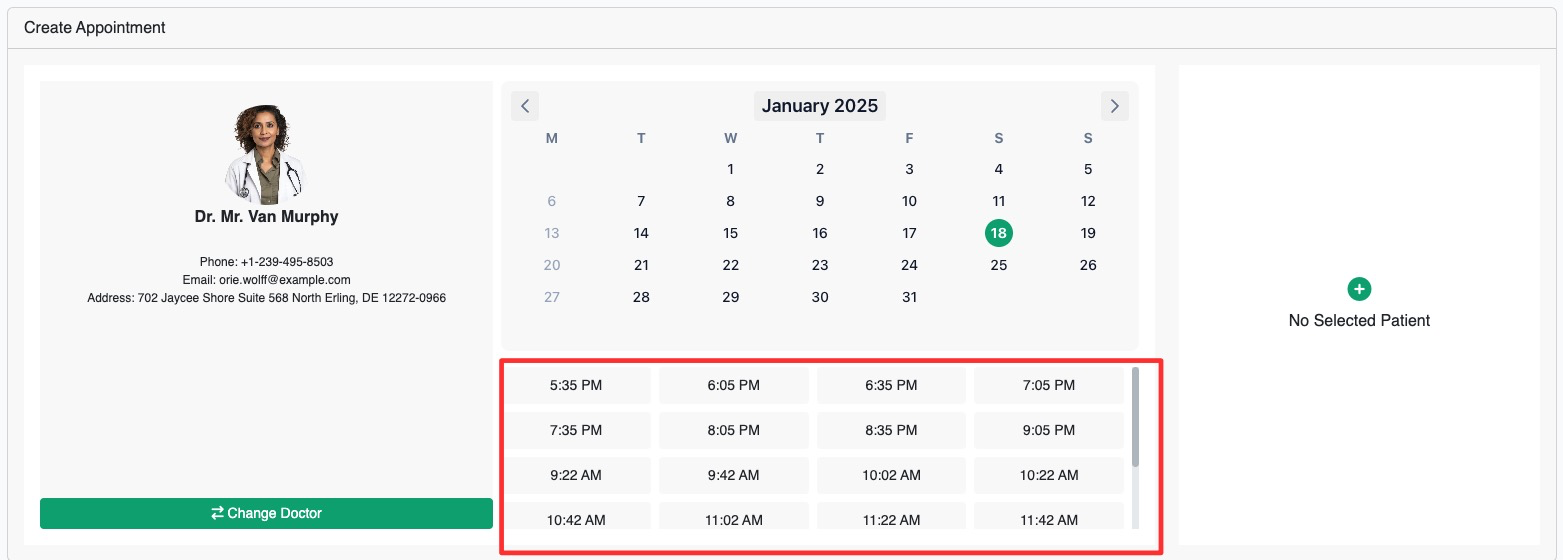 Create Appointment
Dr. Mr. Van Murphy
Phone: +1-239-495-8503
Email: orie.wolff@example.com
Address: 702 Jaycee Shore Suite 568 North Erling, DE 12272-0966
Change Doctor
January 2025
M T W T F S S
1 2 3 4 5
6 7 8 9 10 11 12
13 14 15 16 17 18 19
20 21 22 23 24 25 26
27 28 29 30 31
5:35 PM 6:05 PM 6:35 PM 7:05 PM
7:35 PM 8:05 PM 8:35 PM 9:05 PM
9:22 AM 9:42 AM 10:02 AM 10:22 AM
10:42 AM 11:02 AM 11:22 AM 11:42 AM
No Selected Patient